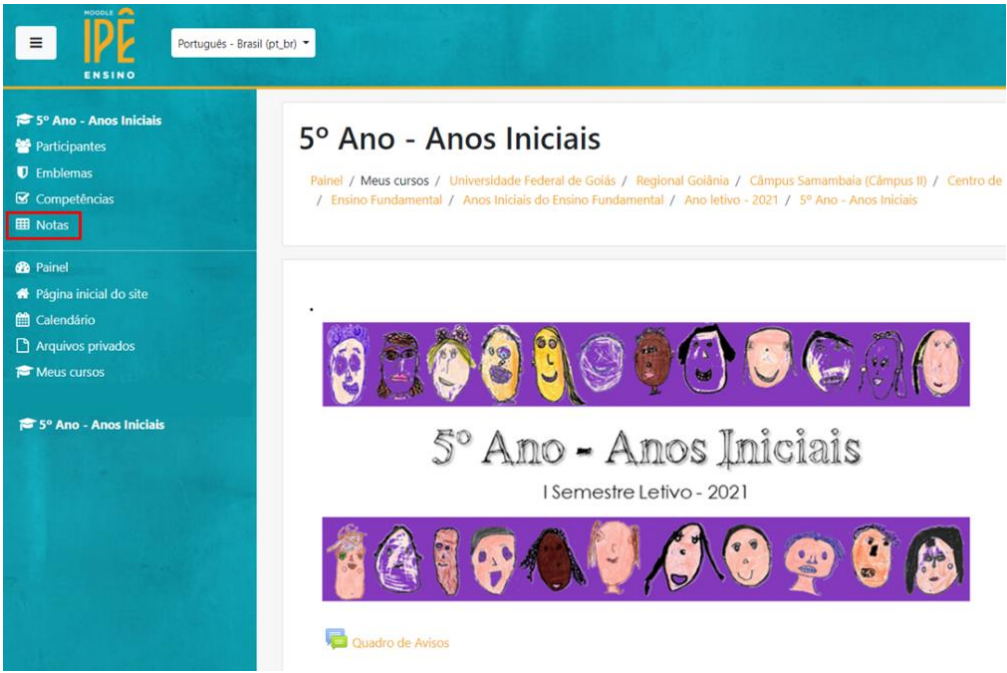 MOODLE
IPÊ
ENSINO
Português - Brasil (pt_br)
5º Ano - Anos Iniciais
Participantes
Emblemas
Competências
Notas
Painel
Página inicial do site
Calendário
Arquivos privados
Meus cursos
5º Ano - Anos Iniciais
5º Ano - Anos Iniciais
Painel / Meus cursos / Universidade Federal de Goiás / Regional Goiânia / Câmpus Samambaia (Câmpus II) / Centro de
/ Ensino Fundamental / Anos Iniciais do Ensino Fundamental / Ano letivo - 2021 / 5º Ano - Anos Iniciais
.
5º Ano - Anos Iniciais
I Semestre Letivo - 2021
Quadro de Avisos